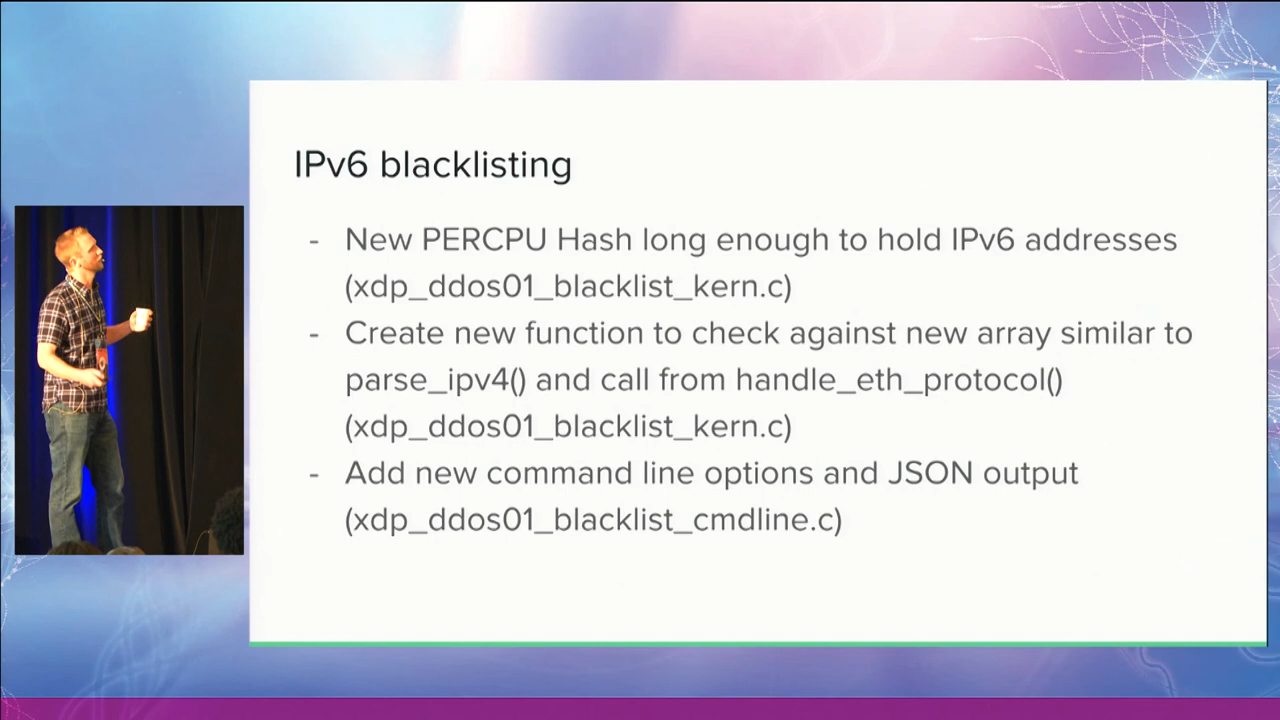 IPv6 blacklisting
- New PERCPU Hash long enough to hold IPv6 addresses
(xdp_ddos01_blacklist_kern.c)
- Create new function to check against new array similar to
parse_ipv4() and call from handle_eth_protocol()
(xdp_ddos01_blacklist_kern.c)
- Add new command line options and JSON output
(xdp_ddos01_blacklist_cmdline.c)